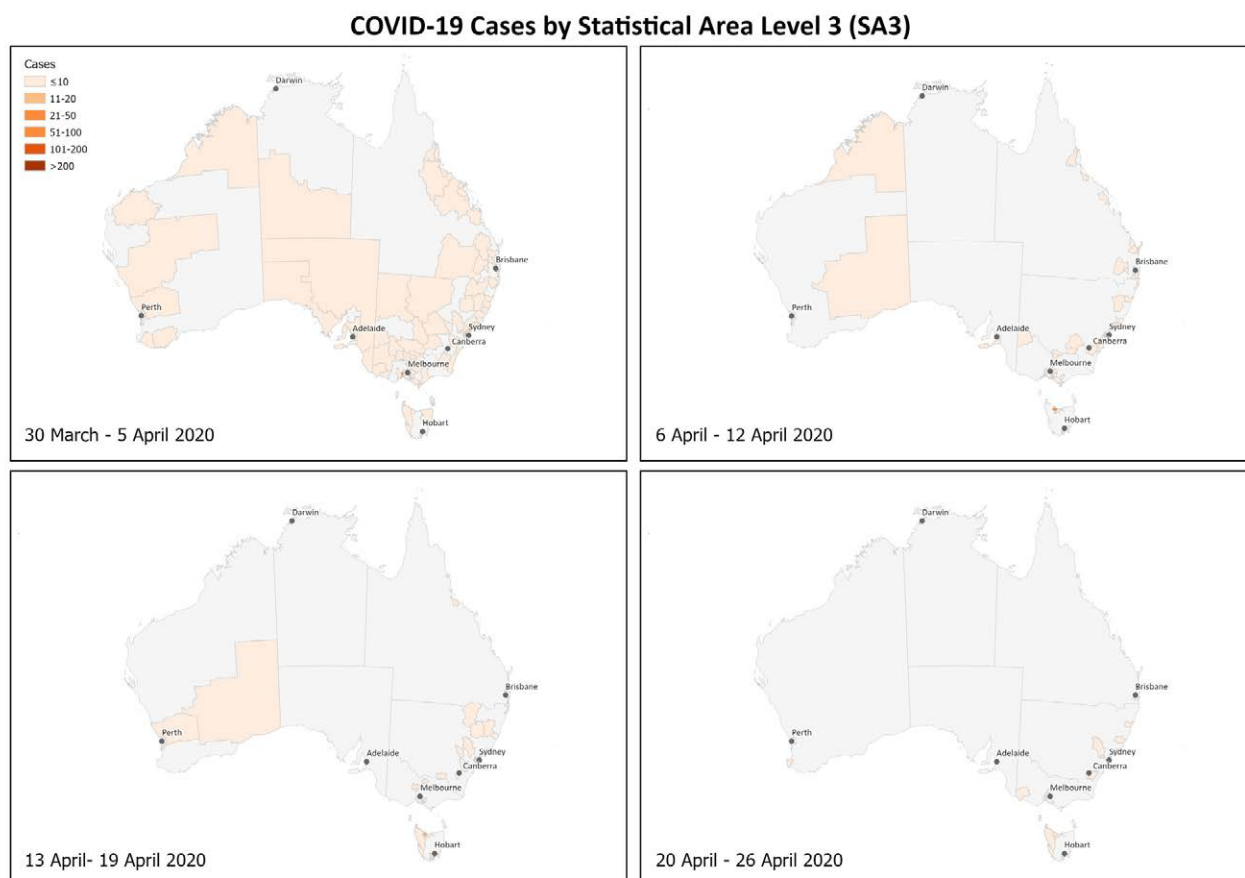 COVID-19 Cases by Statistical Area Level 3 (SA3)
Cases
≤10
11-20
21-50
51-100
101-200
>200
Darwin
Brisbane
Perth
Adelaide
Sydney
Canberra
Melbourne
Hobart
30 March - 5 April 2020
Darwin
Brisbane
Perth
Adelaide
Sydney
Canberra
Melbourne
Hobart
6 April - 12 April 2020
Darwin
Brisbane
Perth
Adelaide
Sydney
Canberra
Melbourne
Hobart
13 April- 19 April 2020
Darwin
Brisbane
Perth
Adelaide
Sydney
Canberra
Melbourne
Hobart
20 April - 26 April 2020